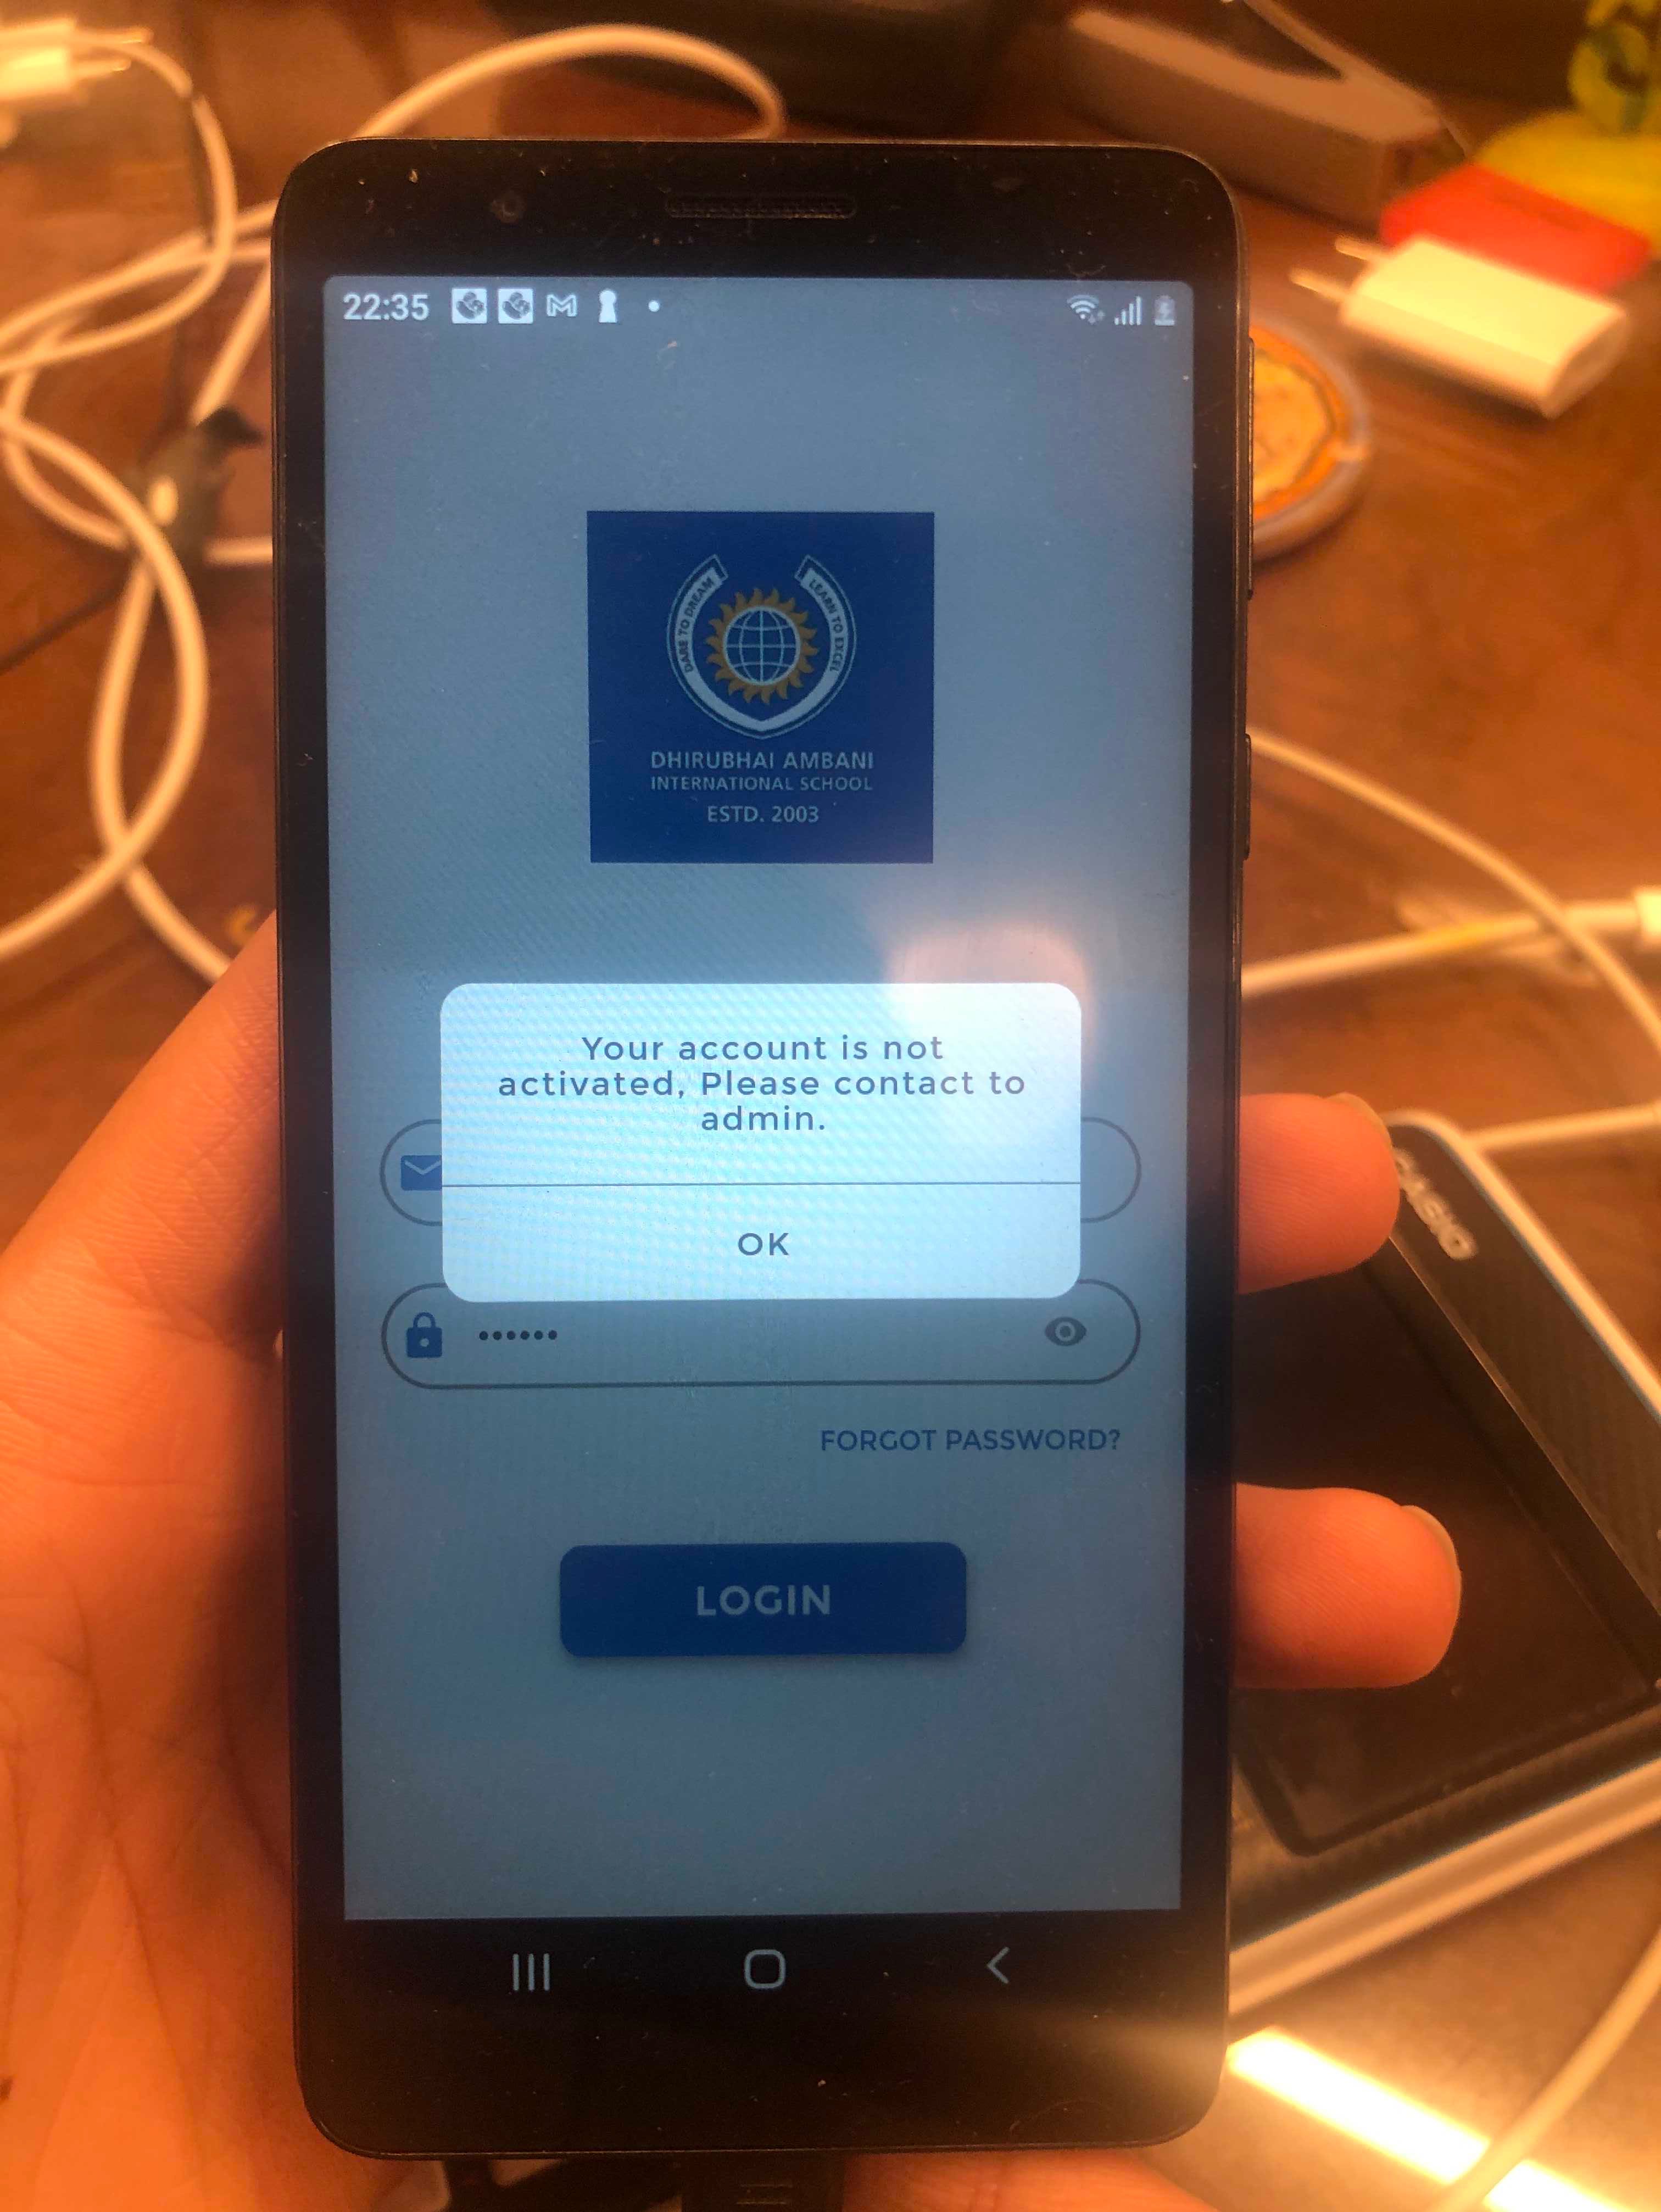 22:35
DARE TO DREAM
LEARN TO EXCEL
DHIRUBHAI AMBANI
INTERNATIONAL SCHOOL
ESTD. 2003
Your account is not
activated, Please contact to
admin.
OK
••••••
FORGOT PASSWORD?
LOGIN
CASIO